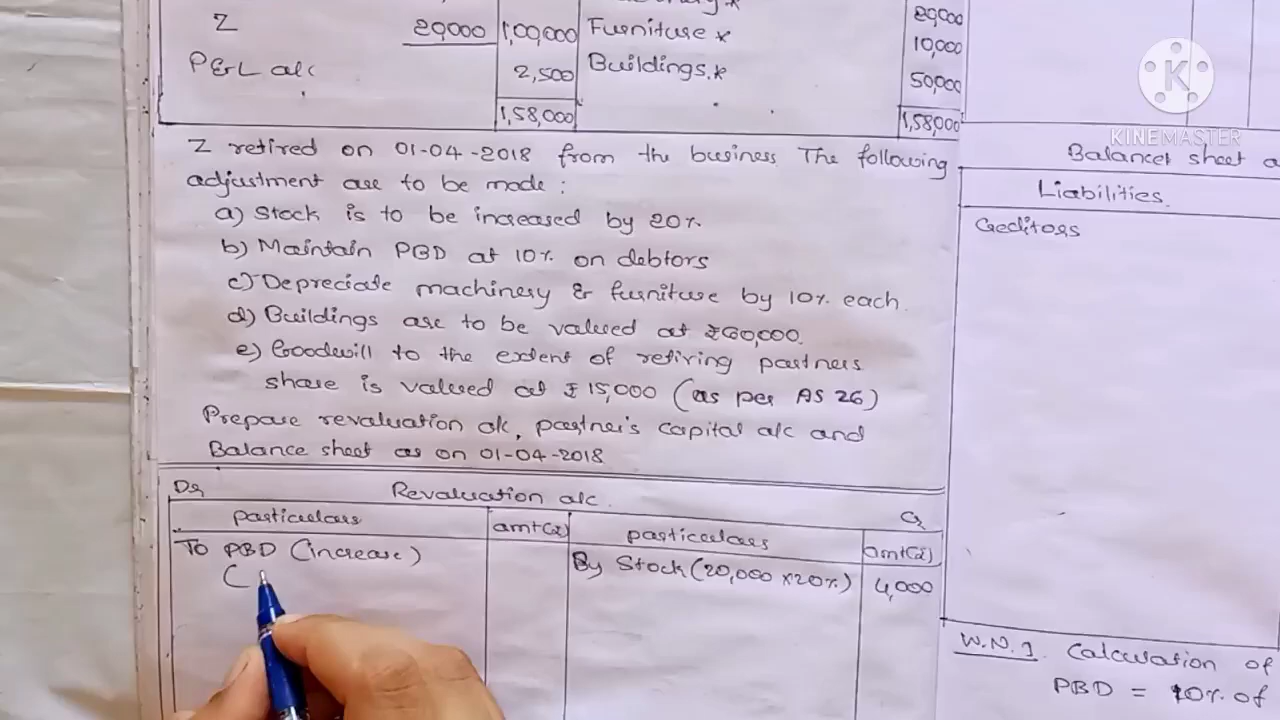 Z 20,000 1,00,000 Furniture * 10,000
P&L a/c 2,500 Buildings.* 50,000
1,58,000 1,58,000
Z retired on 01-04-2018 from the business The following
adjustment are to be made :
a) Stock is to be increased by 20%
b) Maintain PBD at 10% on debtors
c) Depreciate machinery & furniture by 10% each.
d) Buildings are to be valued at ₹60,000.
e) Goodwill to the extent of retiring partners
share is valued at ₹15,000 (as per AS 26)
Prepare revaluation a/c, partner's capital a/c and
Balance sheet as on 01-04-2018
Dr Revaluation a/c. Cr
particulars amt(₹) particulars amt(₹)
To PBD (increase) By Stock (20,000 x 20%) 4,000
(
KINEMASTER
Balance sheet a
Liabilities.
Creditors
W.N.1. Calculation of
PBD = 10% of